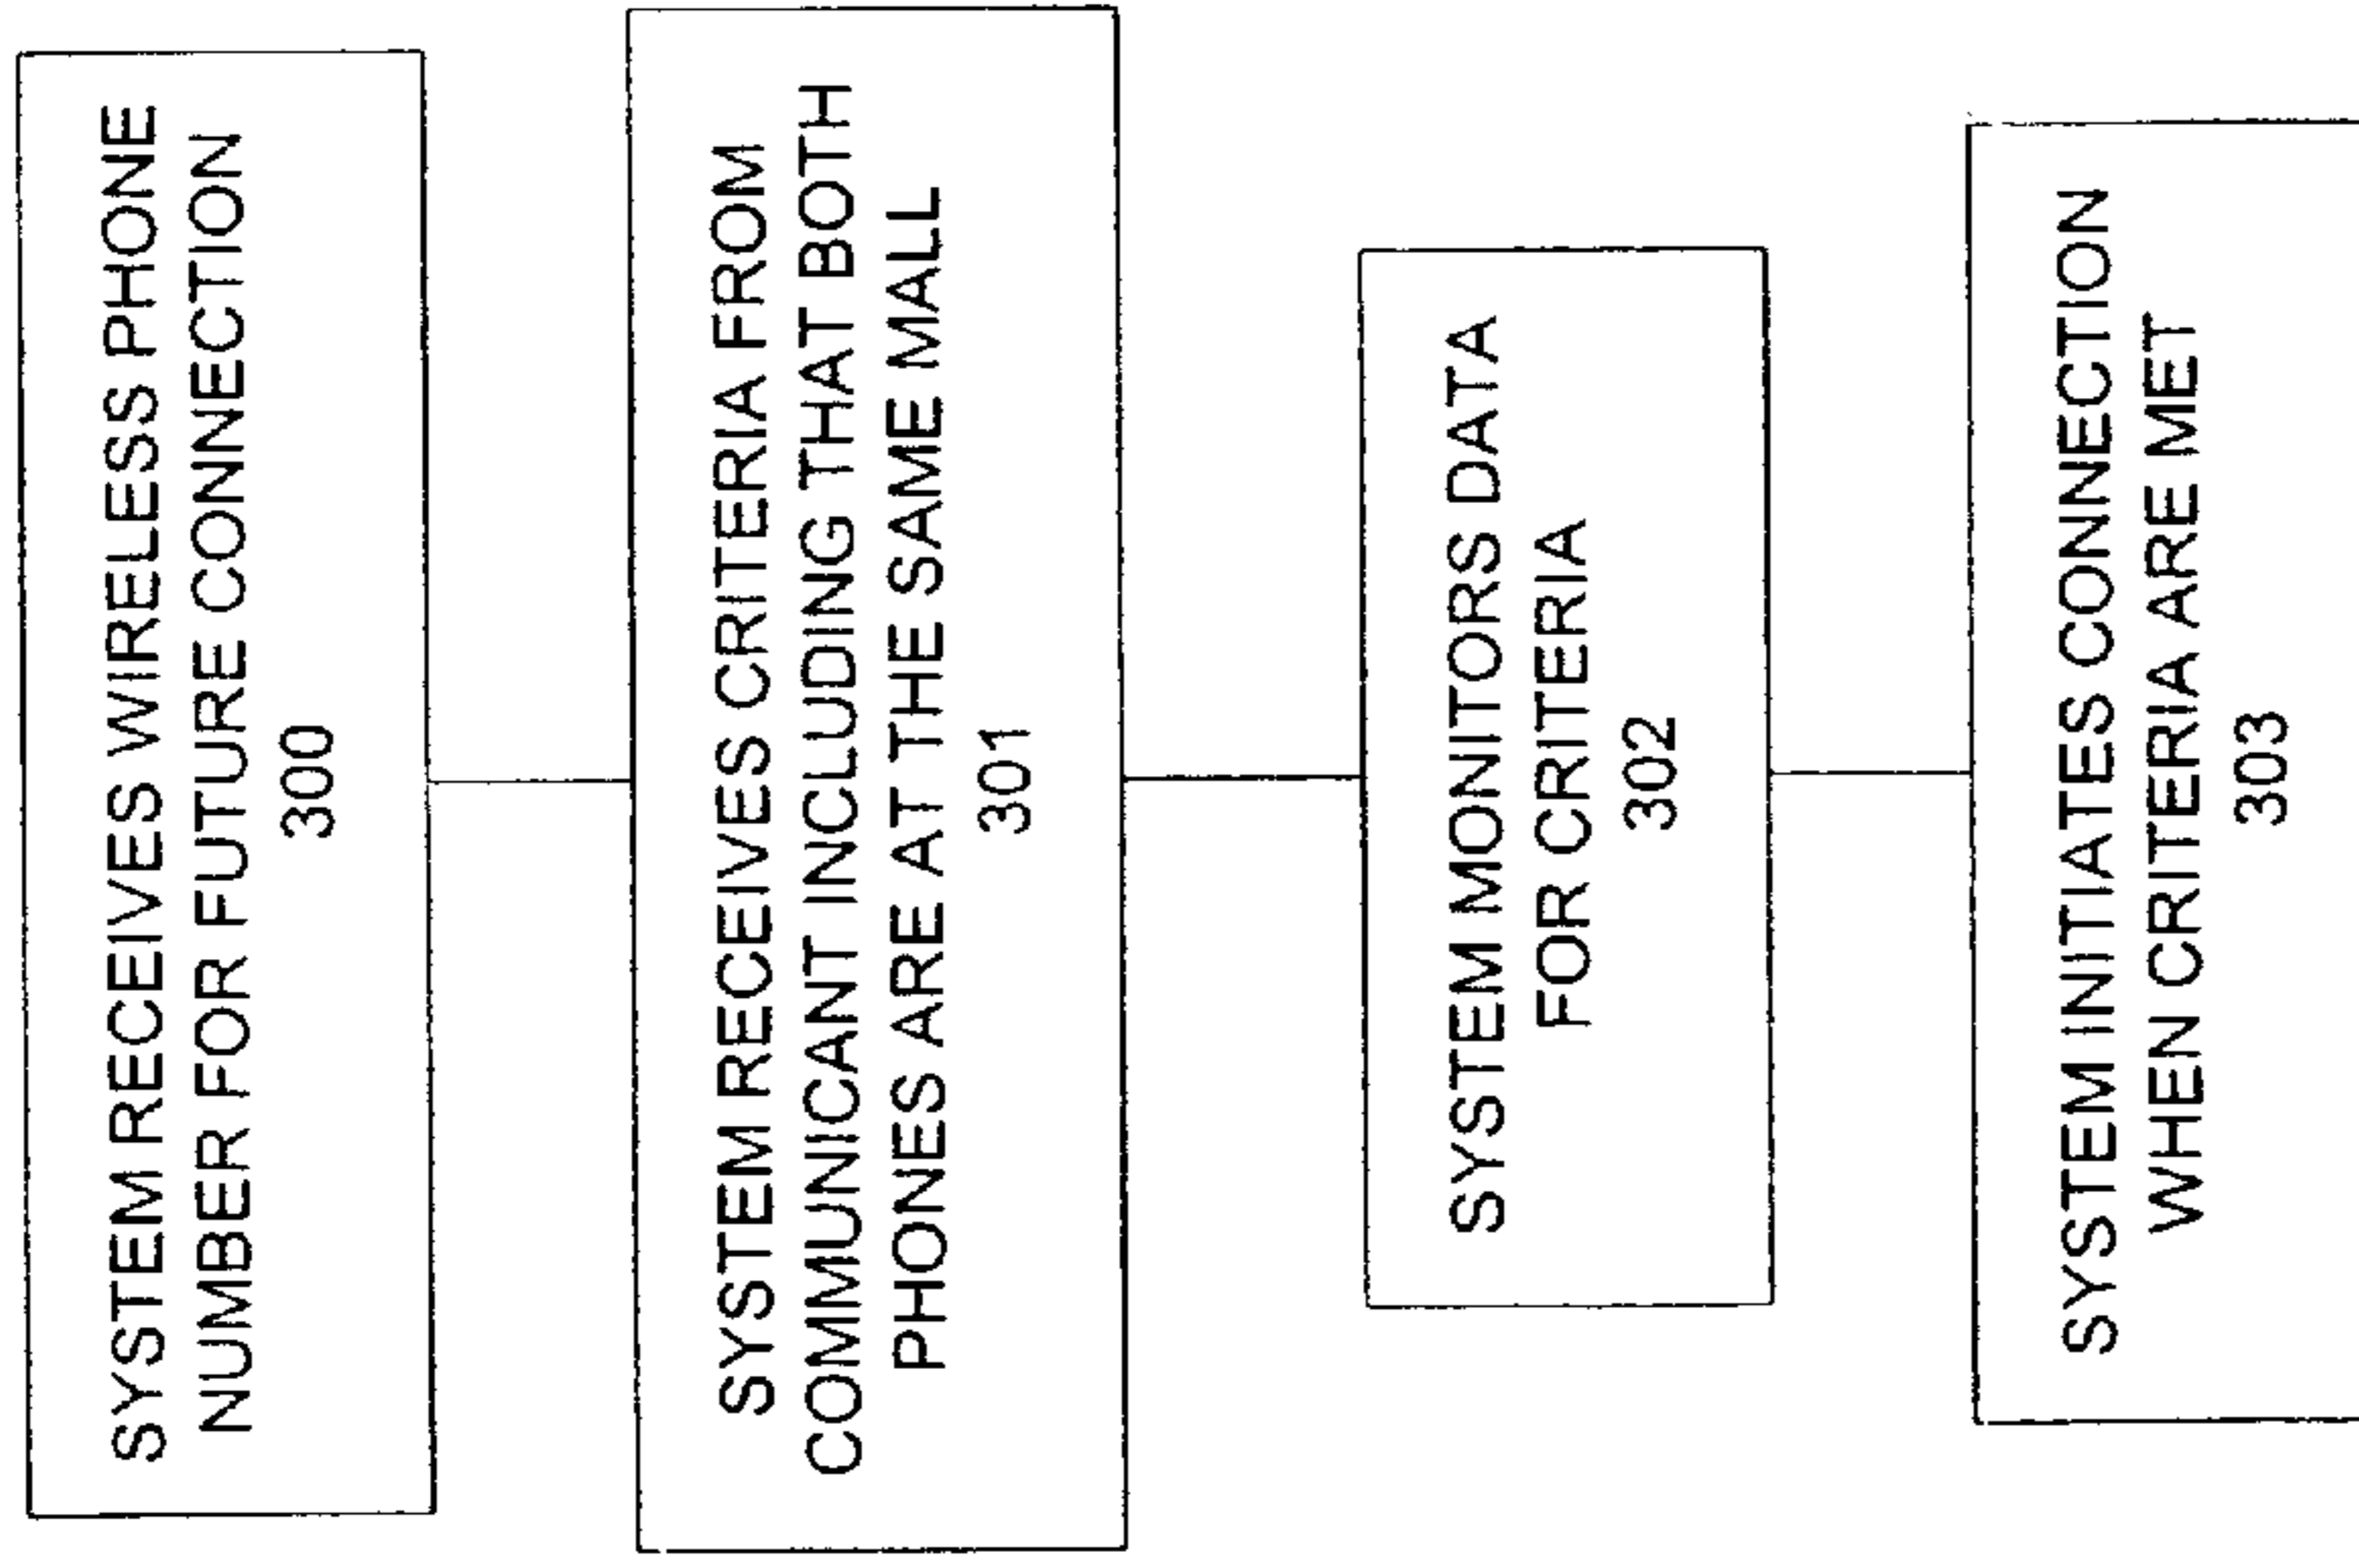 SYSTEM RECEIVES WIRELESS PHONE
NUMBER FOR FUTURE CONNECTION
300
SYSTEM RECEIVES CRITERIA FROM
COMMUNICANT INCLUDING THAT BOTH
PHONES ARE AT THE SAME MALL
301
SYSTEM MONITORS DATA
FOR CRITERIA
302
SYSTEM INITIATES CONNECTION
WHEN CRITERIA ARE MET
303